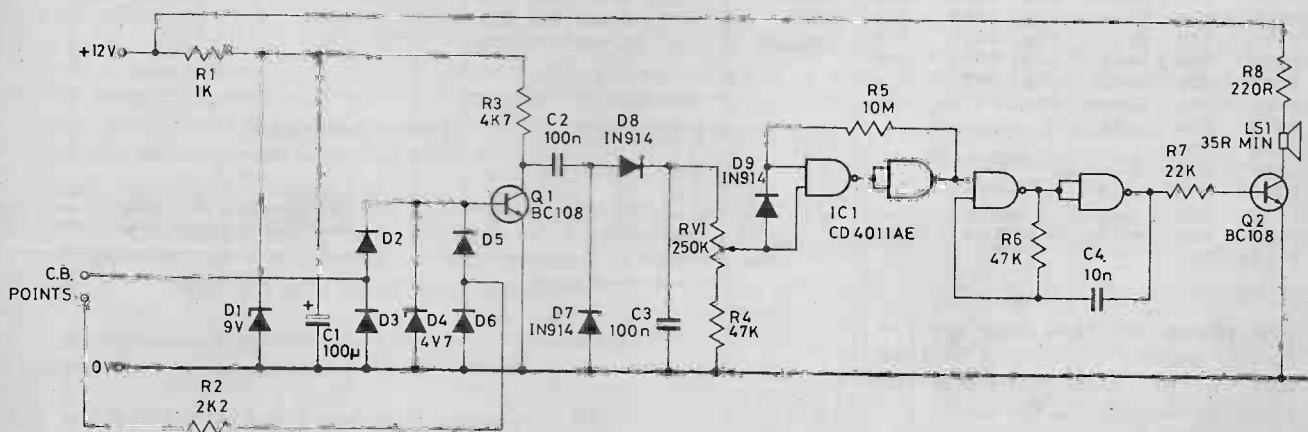 +12V
R1
1K
R3
4K7
C2
100n
D8
IN914
R5
10M
R8
220R
LS1
35R MIN
D9
IN914
R7
22K
Q1
BC108
IC1
CD4011AE
Q2
BC108
RV1
250K
R6
47K
C4
10n
D2
D5
C.B.
POINTS
D1
9V
+
C1
100µ
D3
D4
4V7
D6
D7
IN914
C3
100n
R4
47K
0V
R2
2K2